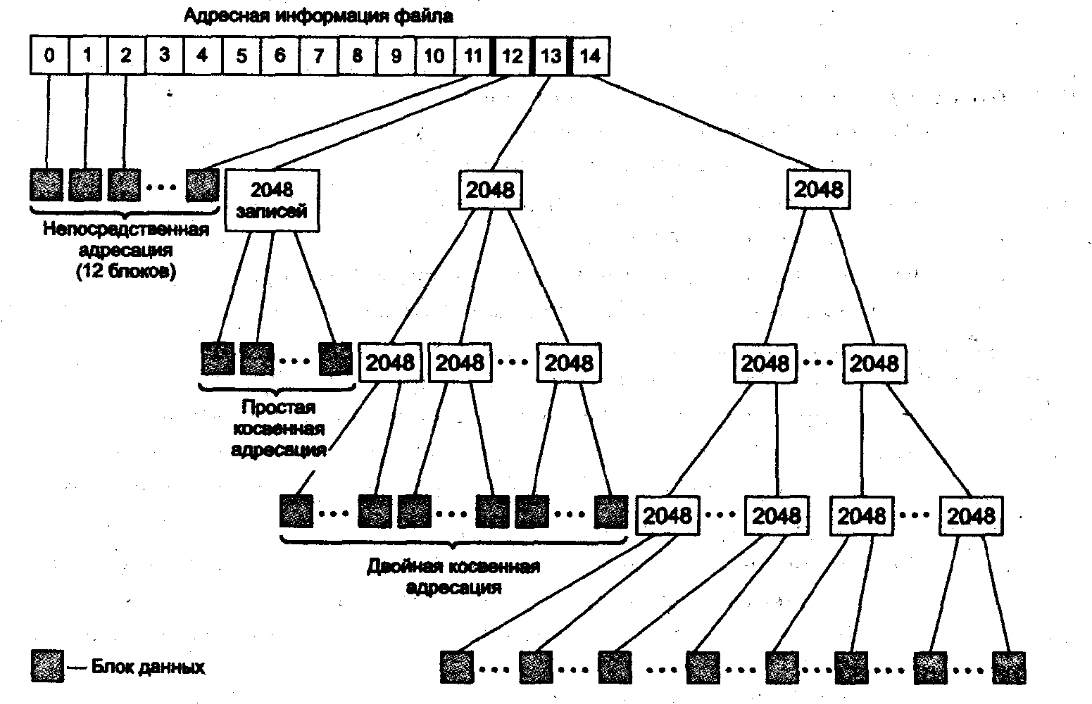 Адресная информация файла
0 1 2 3 4 5 6 7 8 9 10 11 12 13 14
2048
записей
2048
2048
Непосредственная
адресация
(12 блоков)
2048 2048 2048
2048 2048
Простая
косвенная
адресация
2048 2048 2048 2048
Двойная косвенная
адресация
— Блок данных